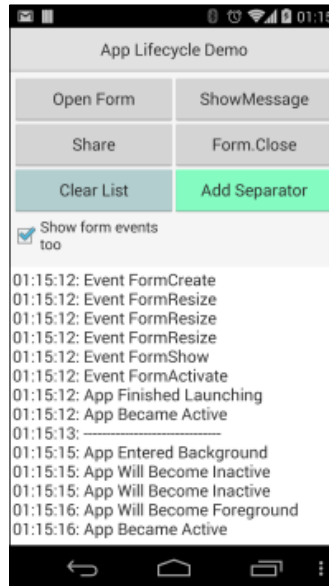 01:15
App Lifecycle Demo
Open Form
ShowMessage
Share
Form.Close
Clear List
Add Separator
Show form events
too
01:15:12: Event FormCreate
01:15:12: Event FormResize
01:15:12: Event FormResize
01:15:12: Event FormResize
01:15:12: Event FormShow
01:15:12: Event FormActivate
01:15:12: App Finished Launching
01:15:12: App Became Active
01:15:13: ------------------------------
01:15:15: App Entered Background
01:15:15: App Will Become Inactive
01:15:15: App Will Become Inactive
01:15:16: App Will Become Foreground
01:15:16: App Became Active